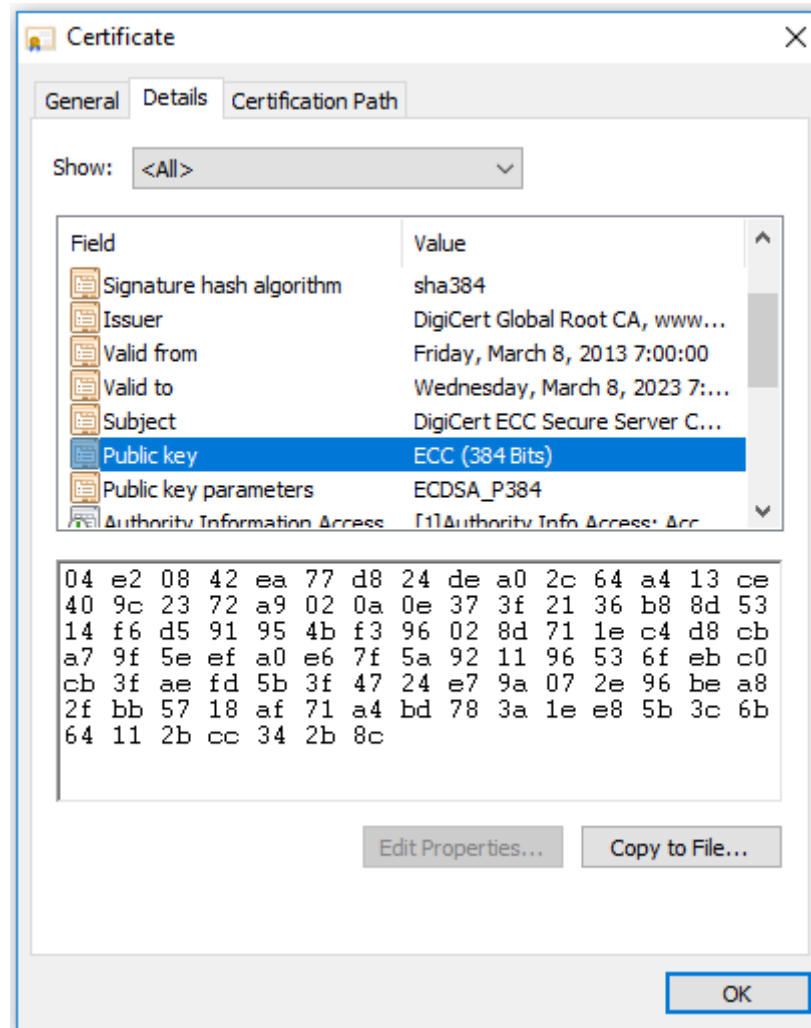 Certificate
General Details Certification Path
Show: <All>
Field Value
Signature hash algorithm sha384
Issuer DigiCert Global Root CA, www...
Valid from Friday, March 8, 2013 7:00:00
Valid to Wednesday, March 8, 2023 7:...
Subject DigiCert ECC Secure Server C...
Public key ECC (384 Bits)
Public key parameters ECDSA_P384
Authority Information Access [1]Authority Info Access: Acc
04 e2 08 42 ea 77 d8 24 de a0 2c 64 a4 13 ce
40 9c 23 72 a9 02 0a 0e 37 3f 21 36 b8 8d 53
14 f6 d5 91 95 4b f3 96 02 8d 71 1e c4 d8 cb
a7 9f 5e ef a0 e6 7f 5a 92 11 96 53 6f eb c0
cb 3f ae fd 5b 3f 47 24 e7 9a 07 2e 96 be a8
2f bb 57 18 af 71 a4 bd 78 3a 1e e8 5b 3c 6b
64 11 2b cc 34 2b 8c
Edit Properties... Copy to File...
OK